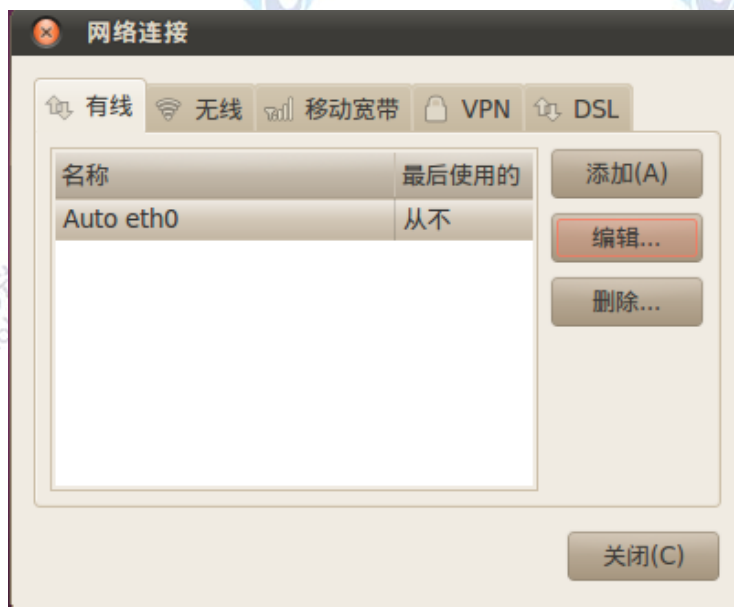 网络连接
有线 无线 移动宽带 VPN DSL
名称 最后使用的 添加(A)
Auto eth0 从不 编辑...
删除...
关闭(C)